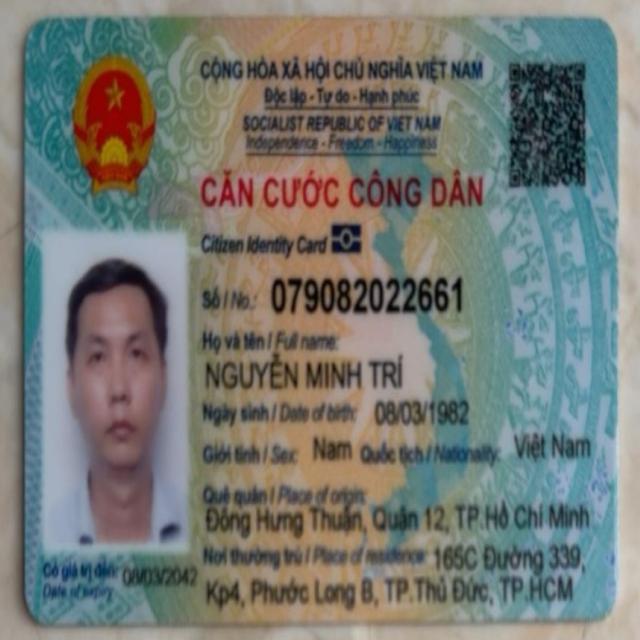 CỘNG HÒA XÃ HỘI CHỦ NGHĨA VIỆT NAM
Độc lập - Tự do - Hạnh phúc
SOCIALIST REPUBLIC OF VIET NAM
Independence - Freedom - Happiness
CĂN CƯỚC CÔNG DÂN
Citizen Identity Card
Số / No.: 079082022661
Họ và tên / Full name:
NGUYỄN MINH TRÍ
Ngày sinh / Date of birth: 08/03/1982
Giới tính / Sex: Nam Quốc tịch / Nationality: Việt Nam
Quê quán / Place of origin:
Đông Hưng Thuận, Quận 12, TP.Hồ Chí Minh
Nơi thường trú / Place of residence: 165C Đường 339,
Kp4, Phước Long B, TP.Thủ Đức, TP.HCM
Có giá trị đến: 08/03/2042
Date of expiry